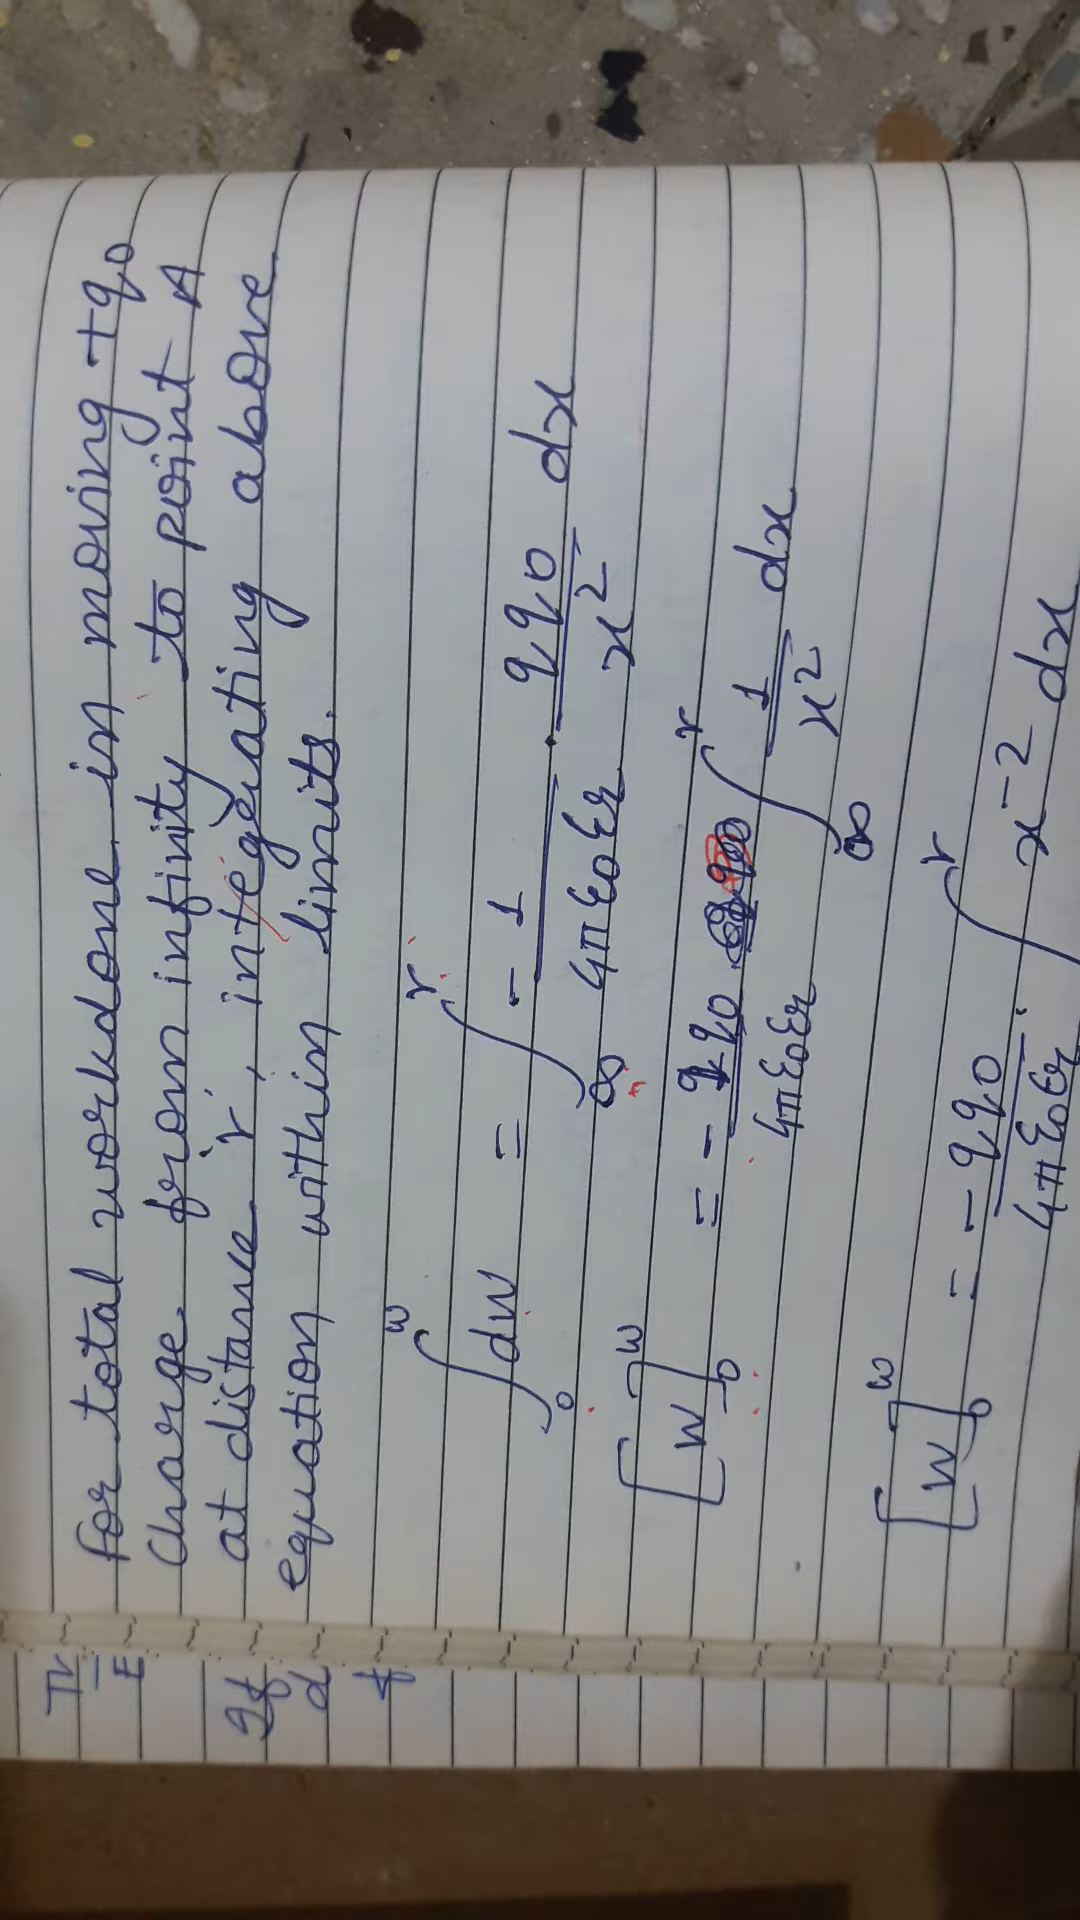 for total workdone in moving +q0
charge from infinity to point A
at distance 'r', integrating above
equation within limits.
∫₀ʷ dw = ∫∞ʳ - 1/4πε0εr . qq0/x² dx
[W]₀ʷ = - qq0/4πε0εr ∫∞ʳ 1/x² dx
[W]₀ʷ = - qq0/4πε0εr . ∫ʳ x⁻² dx